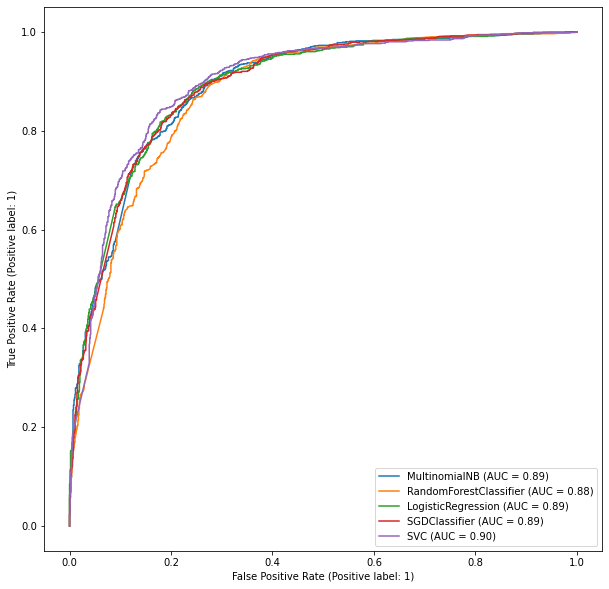 1.0
0.8
0.6
0.4
0.2
0.0
True Positive Rate (Positive label: 1)
MultinomialNB (AUC = 0.89)
RandomForestClassifier (AUC = 0.88)
LogisticRegression (AUC = 0.89)
SGDClassifier (AUC = 0.89)
SVC (AUC = 0.90)
0.0 0.2 0.4 0.6 0.8 1.0
False Positive Rate (Positive label: 1)